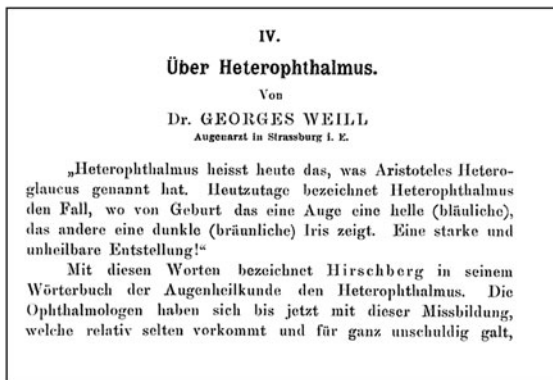 IV.
Über Heterophthalmus.
Von
Dr. GEORGES WEILL
Augenarzt in Strassburg i. E.
„Heterophthalmus heisst heute das, was Aristoteles Hetero-
glaucus genannt hat. Heutzutage bezeichnet Heterophthalmus
den Fall, wo von Geburt das eine Auge eine helle (bläuliche),
das andere eine dunkle (bräunliche) Iris zeigt. Eine starke und
unheilbare Entstellung!“
Mit diesen Worten bezeichnet Hirschberg in seinem
Wörterbuch der Augenheilkunde den Heterophthalmus. Die
Ophthalmologen haben sich bis jetzt mit dieser Missbildung,
welche relativ selten vorkommt und für ganz unschuldig galt,